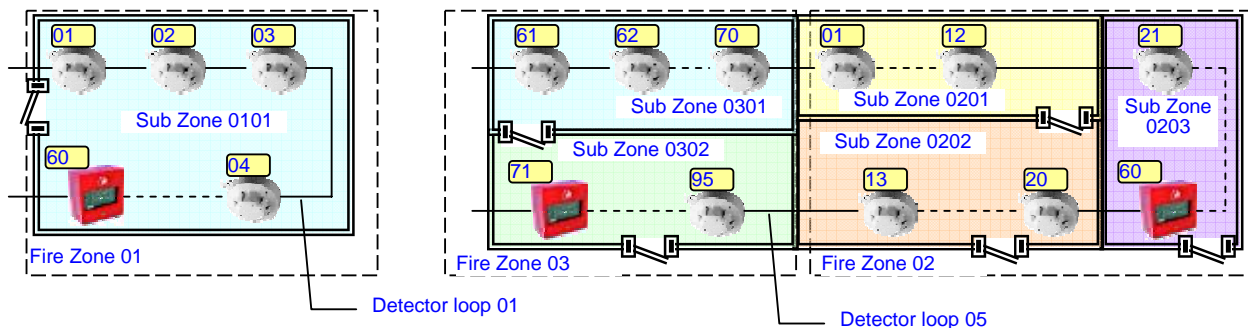 01
02
03
Sub Zone 0101
60
04
Fire Zone 01
Detector loop 01
61
62
70
01
12
21
Sub Zone 0301
Sub Zone 0201
Sub Zone
0203
Sub Zone 0302
Sub Zone 0202
71
95
13
20
60
Fire Zone 03
Fire Zone 02
Detector loop 05